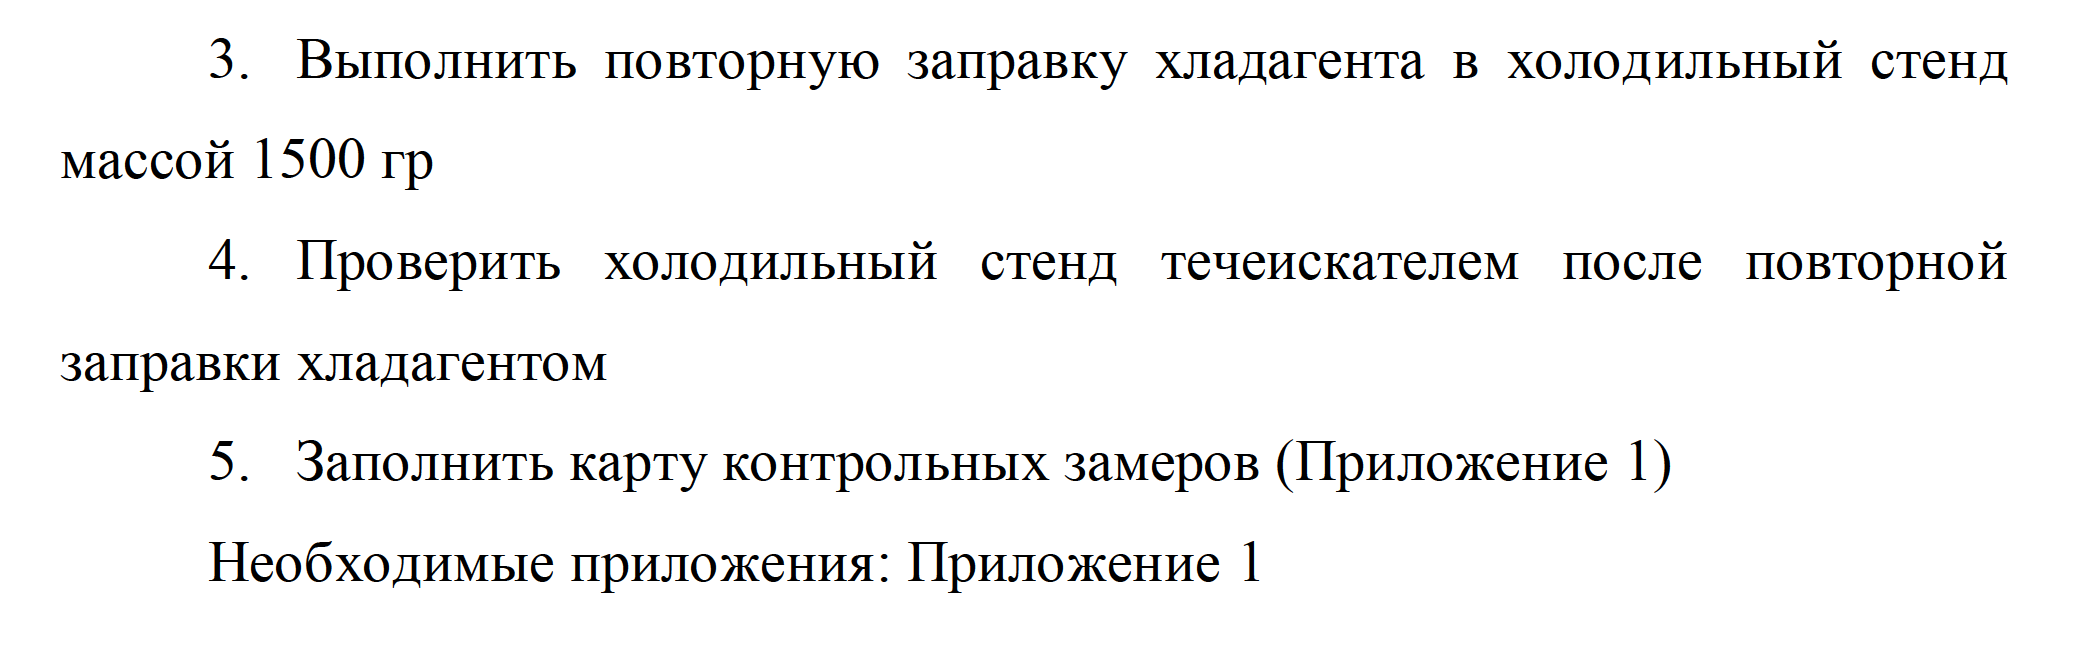 3. Выполнить повторную заправку хладагента в холодильный стенд
массой 1500 гр
4. Проверить холодильный стенд течеискателем после повторной
заправки хладагентом
5. Заполнить карту контрольных замеров (Приложение 1)
Необходимые приложения: Приложение 1